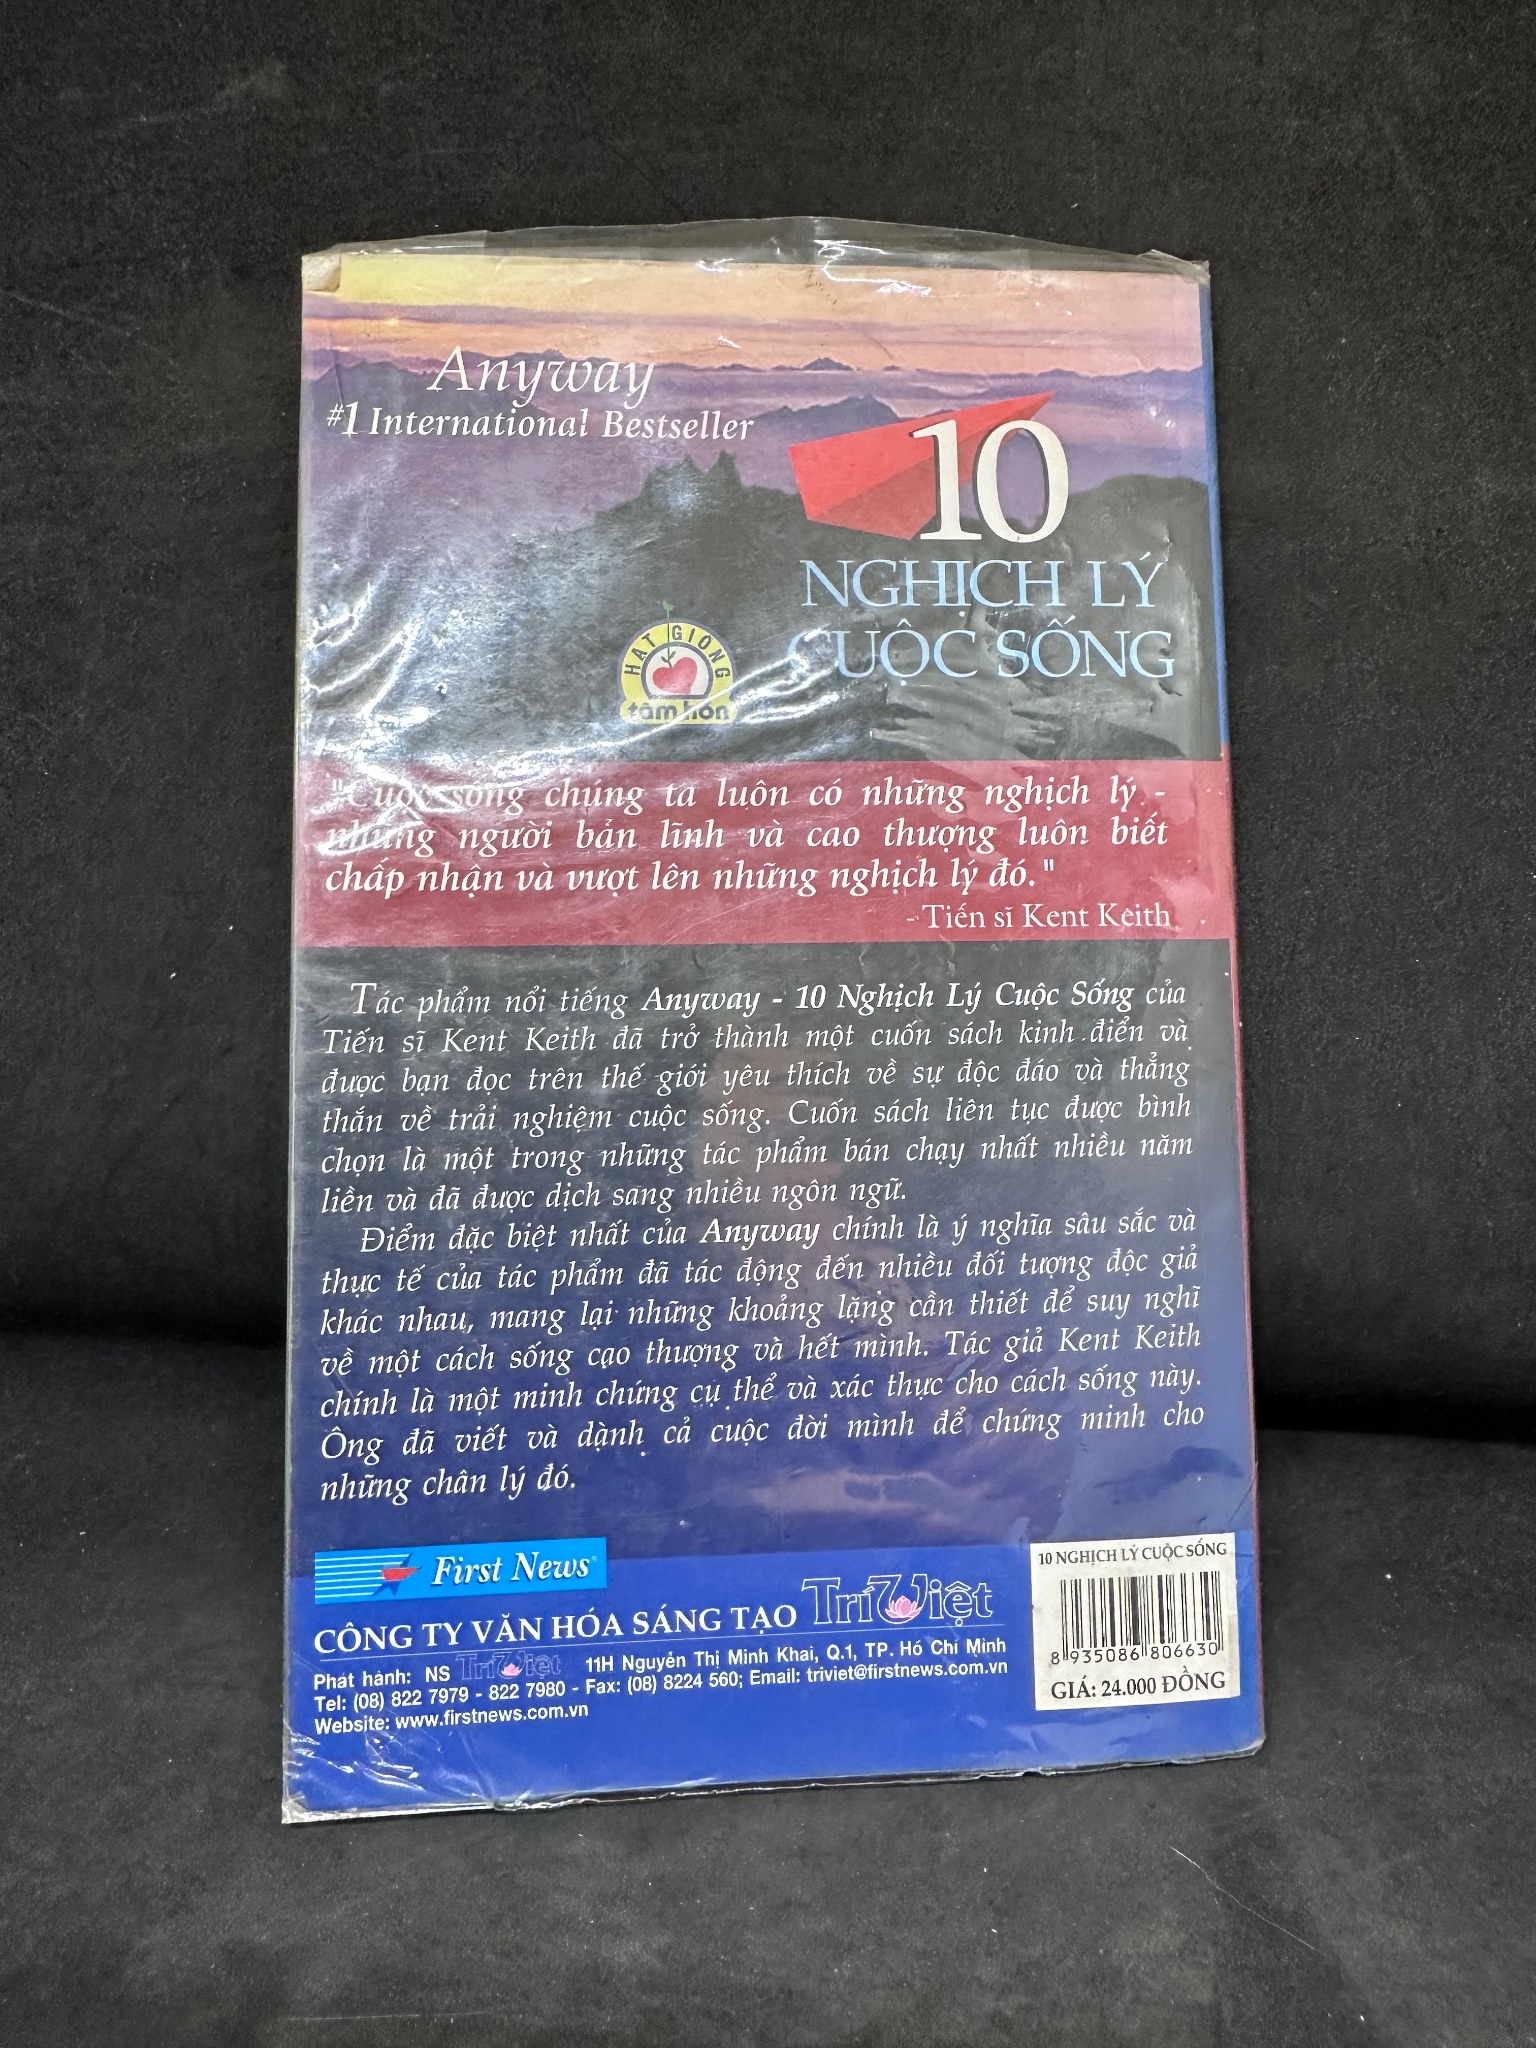 Anyway
#1 International Bestseller
10
NGHỊCH LÝ
CUỘC SỐNG
HẠT GIỐNG
tâm hồn
"Cuộc sống chúng ta luôn có những nghịch lý -
những người bản lĩnh và cao thượng luôn biết
chấp nhận và vượt lên những nghịch lý đó."
- Tiến sĩ Kent Keith
Tác phẩm nổi tiếng Anyway - 10 Nghịch Lý Cuộc Sống của
Tiến sĩ Kent Keith đã trở thành một cuốn sách kinh điển và
được bạn đọc trên thế giới yêu thích về sự độc đáo và thẳng
thắn về trải nghiệm cuộc sống. Cuốn sách liên tục được bình
chọn là một trong những tác phẩm bán chạy nhất nhiều năm
liền và đã được dịch sang nhiều ngôn ngữ.
Điểm đặc biệt nhất của Anyway chính là ý nghĩa sâu sắc và
thực tế của tác phẩm đã tác động đến nhiều đối tượng độc giả
khác nhau, mang lại những khoảng lặng cần thiết để suy nghĩ
về một cách sống cao thượng và hết mình. Tác giả Kent Keith
chính là một minh chứng cụ thể và xác thực cho cách sống này.
Ông đã viết và dành cả cuộc đời mình để chứng minh cho
những chân lý đó.
First News
CÔNG TY VĂN HÓA SÁNG TẠO Trí Việt
Phát hành: NS Trí Việt 11H Nguyễn Thị Minh Khai, Q.1, TP. Hồ Chí Minh
Tel: (08) 822 7979 - 822 7980 - Fax: (08) 8224 560; Email: triviet@firstnews.com.vn
Website: www.firstnews.com.vn
10 NGHỊCH LÝ CUỘC SỐNG
8 935086 806630
GIÁ: 24.000 ĐỒNG